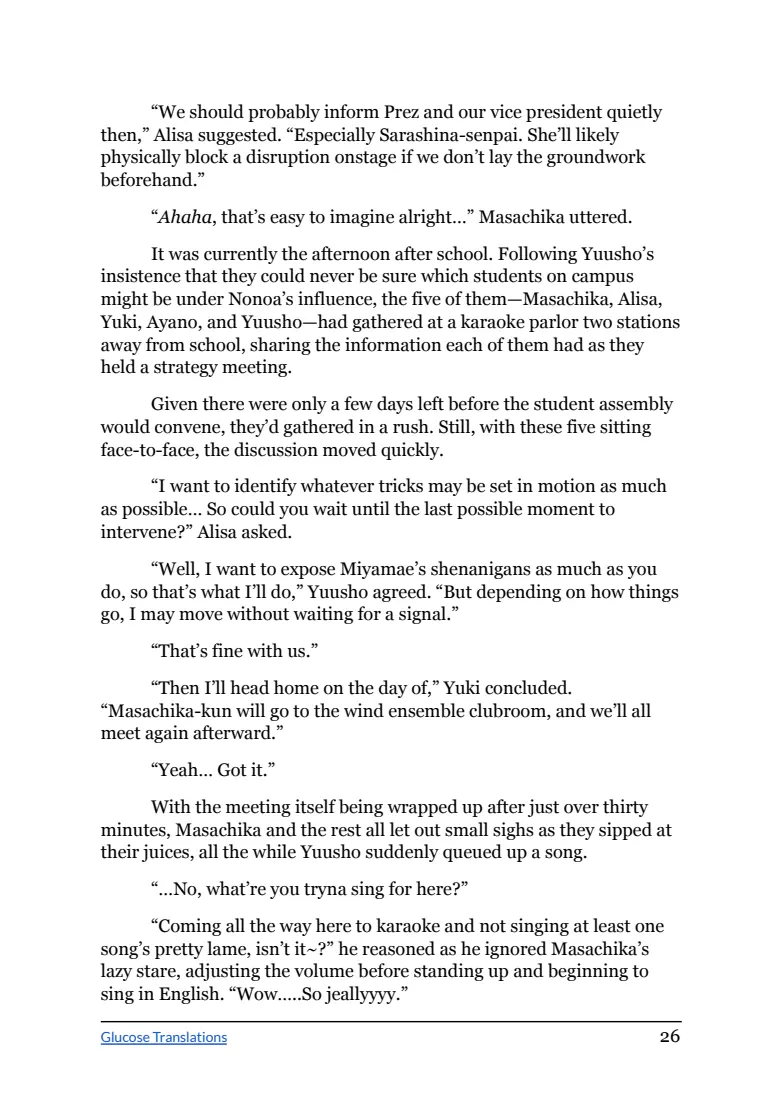 “We should probably inform Prez and our vice president quietly
then,” Alisa suggested. “Especially Sarashina-senpai. She’ll likely
physically block a disruption onstage if we don’t lay the groundwork
beforehand.”
“Ahaha, that’s easy to imagine alright…” Masachika uttered.
It was currently the afternoon after school. Following Yuusho’s
insistence that they could never be sure which students on campus
might be under Nonoa’s influence, the five of them—Masachika, Alisa,
Yuki, Ayano, and Yuusho—had gathered at a karaoke parlor two stations
away from school, sharing the information each of them had as they
held a strategy meeting.
Given there were only a few days left before the student assembly
would convene, they’d gathered in a rush. Still, with these five sitting
face-to-face, the discussion moved quickly.
“I want to identify whatever tricks may be set in motion as much
as possible… So could you wait until the last possible moment to
intervene?” Alisa asked.
“Well, I want to expose Miyamae’s shenanigans as much as you
do, so that’s what I’ll do,” Yuusho agreed. “But depending on how things
go, I may move without waiting for a signal.”
“That’s fine with us.”
“Then I’ll head home on the day of,” Yuki concluded.
“Masachika-kun will go to the wind ensemble clubroom, and we’ll all
meet again afterward.”
“Yeah… Got it.”
With the meeting itself being wrapped up after just over thirty
minutes, Masachika and the rest all let out small sighs as they sipped at
their juices, all the while Yuusho suddenly queued up a song.
“…No, what’re you tryna sing for here?”
“Coming all the way here to karaoke and not singing at least one
song’s pretty lame, isn’t it~?” he reasoned as he ignored Masachika’s
lazy stare, adjusting the volume before standing up and beginning to
sing in English. “Wow…..So jeallyyyy.”
Glucose Translations 26